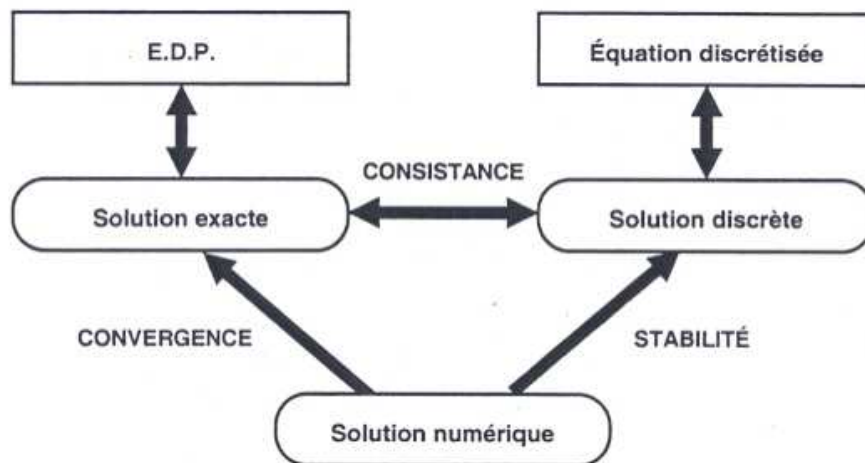 E.D.P.
Équation discrétisée
CONSISTANCE
Solution exacte
Solution discrète
CONVERGENCE
STABILITÉ
Solution numérique